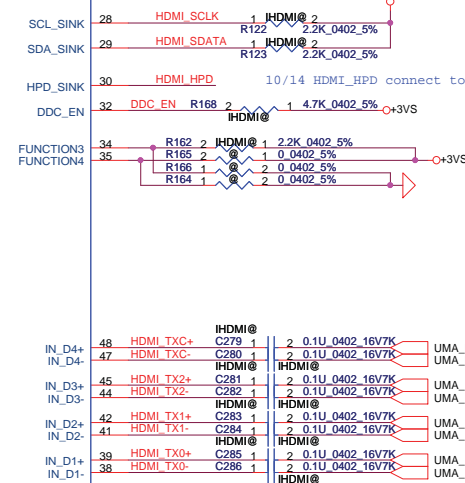 SCL_SINK 28 HDMI_SCLK 1 IHDMI@ 2
R122 2.2K_0402_5%
SDA_SINK 29 HDMI_SDATA 1 IHDMI@ 2
R123 2.2K_0402_5%
HPD_SINK 30 HDMI_HPD 10/14 HDMI_HPD connect to
DDC_EN 32 DDC_EN R168 2 1 4.7K_0402_5% +3VS
IHDMI@
FUNCTION3 34 R162 2 IHDMI@ 1 2.2K_0402_5%
FUNCTION4 35 R165 2 @ 1 0_0402_5% +3VS
R166 1 @ 2 0_0402_5%
R164 1 @ 2 0_0402_5%
IHDMI@
IN_D4+ 48 HDMI_TXC+ C279 1 2 0.1U_0402_16V7K UMA_
IN_D4- 47 HDMI_TXC- C280 1 2 0.1U_0402_16V7K UMA_
IHDMI@ IHDMI@
IN_D3+ 45 HDMI_TX2+ C281 1 2 0.1U_0402_16V7K UMA_
IN_D3- 44 HDMI_TX2- C282 1 2 0.1U_0402_16V7K UMA_
IHDMI@ IHDMI@
IN_D2+ 42 HDMI_TX1+ C283 1 2 0.1U_0402_16V7K UMA_
IN_D2- 41 HDMI_TX1- C284 1 2 0.1U_0402_16V7K UMA_
IHDMI@ IHDMI@
IN_D1+ 39 HDMI_TX0+ C285 1 2 0.1U_0402_16V7K UMA_
IN_D1- 38 HDMI_TX0- C286 1 2 0.1U_0402_16V7K UMA_
IHDMI@